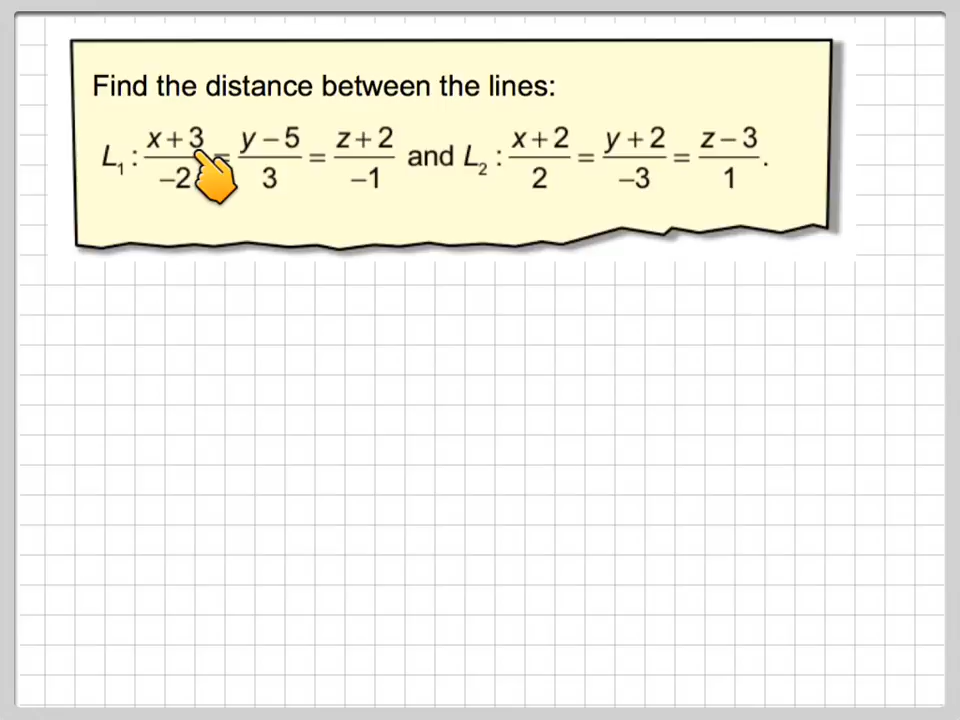 Find the distance between the lines:
L₁ : (x + 3)/(−2) = (y − 5)/3 = (z + 2)/(−1) and L₂ : (x + 2)/2 = (y + 2)/(−3) = (z − 3)/1 .